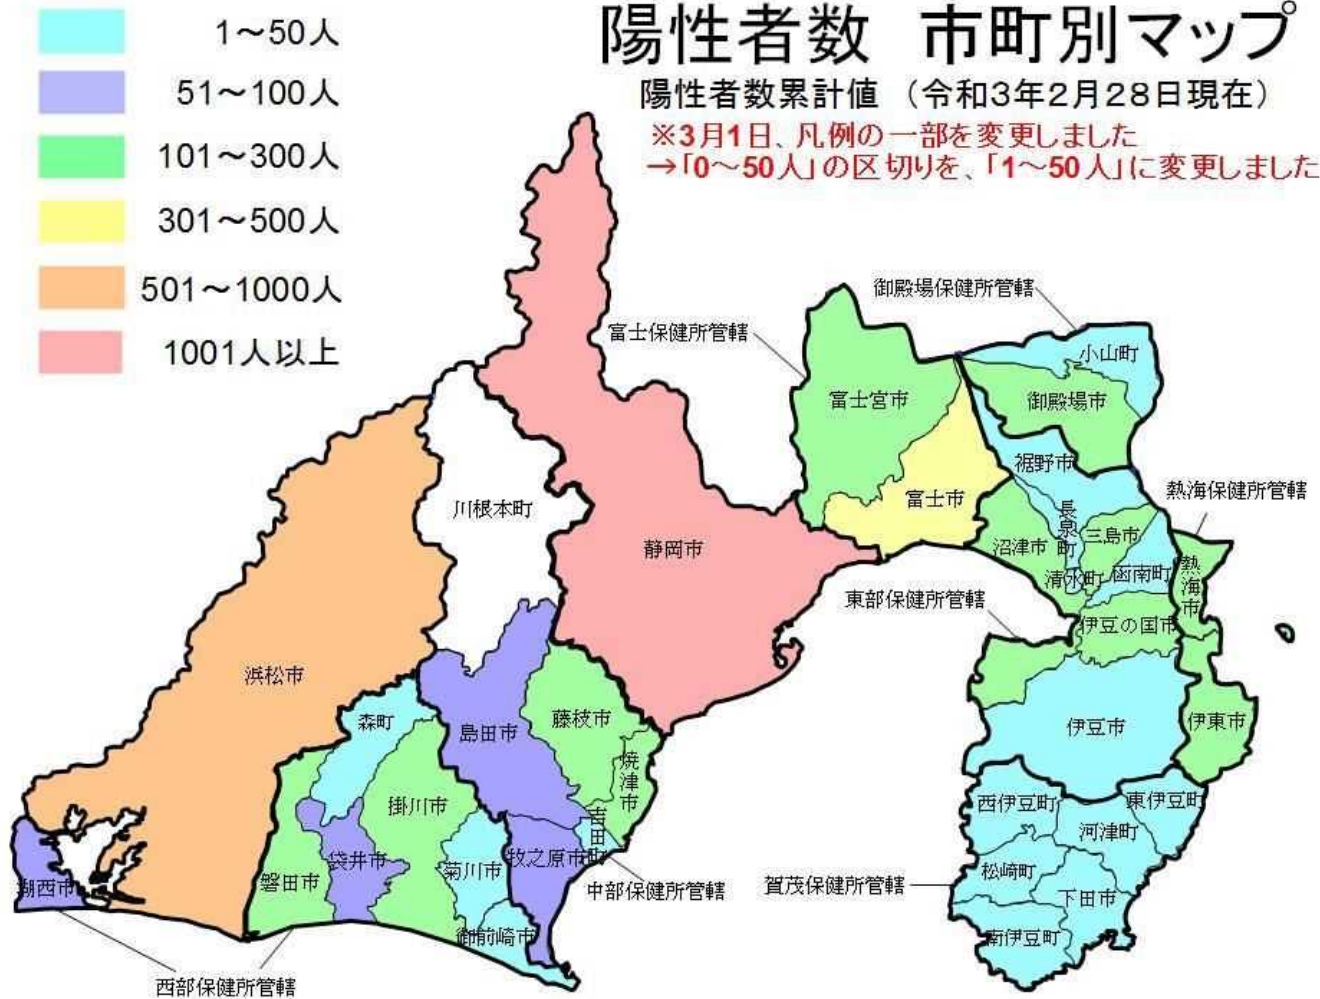 陽性者数 市町別マップ
陽性者数累計値 （令和3年2月28日現在）
※3月1日、凡例の一部を変更しました
→「0～50人」の区切りを、「1～50人」に変更しました
1～50人
51～100人
101～300人
301～500人
501～1000人
1001人以上
御殿場保健所管轄
富士保健所管轄
小山町
富士宮市
御殿場市
裾野市
熱海保健所管轄
富士市
川根本町
長泉町
三島市
静岡市
沼津市
清水町
函南町
熱海市
東部保健所管轄
伊豆の国市
浜松市
森町
島田市
藤枝市
伊豆市
伊東市
焼津市
掛川市
吉田町
西伊豆町
東伊豆町
河津町
湖西市
磐田市
袋井市
菊川市
牧之原市
中部保健所管轄
賀茂保健所管轄
松崎町
下田市
御前崎市
南伊豆町
西部保健所管轄